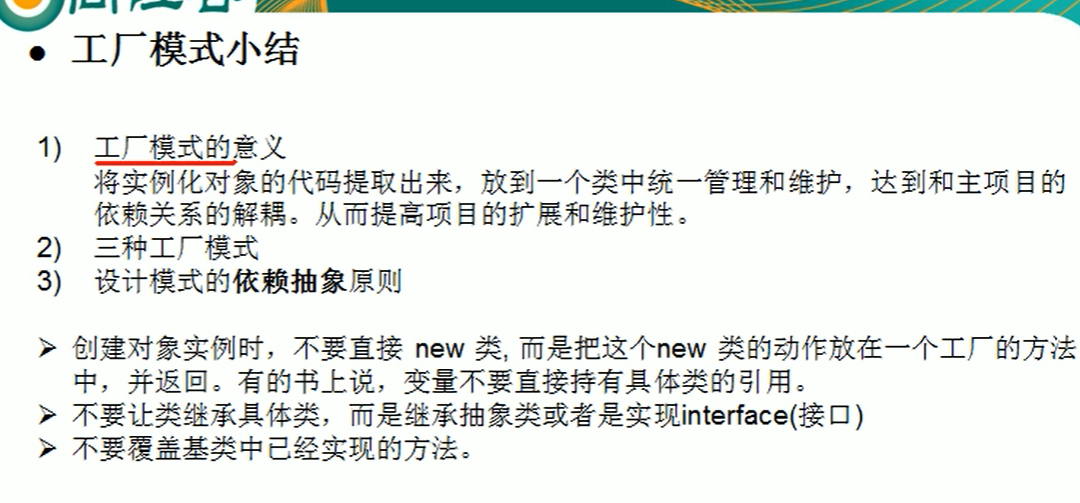 ● 工厂模式小结
1) 工厂模式的意义
将实例化对象的代码提取出来，放到一个类中统一管理和维护，达到和主项目的
依赖关系的解耦。从而提高项目的扩展和维护性。
2) 三种工厂模式
3) 设计模式的依赖抽象原则
➢ 创建对象实例时，不要直接 new 类, 而是把这个new 类的动作放在一个工厂的方法
中，并返回。有的书上说，变量不要直接持有具体类的引用。
➢ 不要让类继承具体类，而是继承抽象类或者是实现interface(接口)
➢ 不要覆盖基类中已经实现的方法。